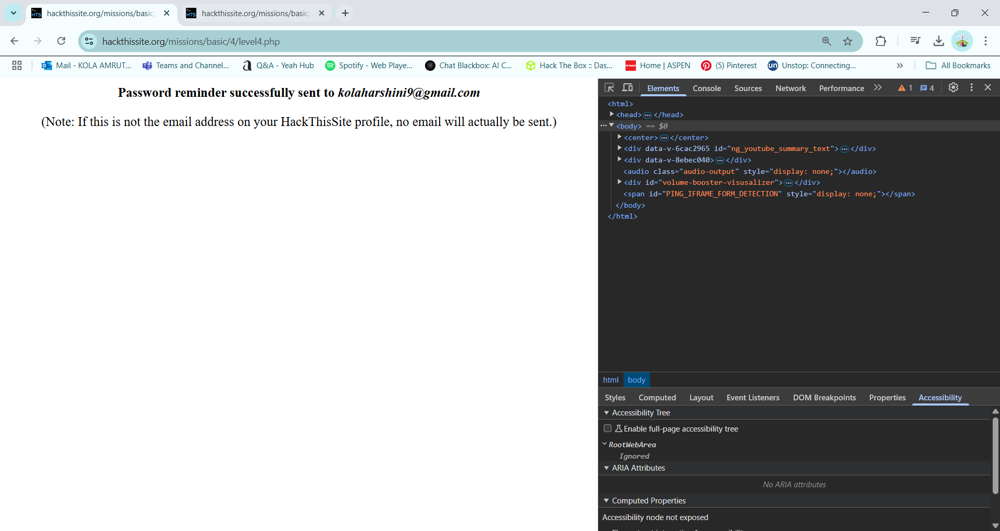 hackthissite.org/missions/basic/
hackthissite.org/missions/basic/
hackthissite.org/missions/basic/4/level4.php
Mail - KOLA AMRUT...
Teams and Channel...
Q&A - Yeah Hub
Spotify - Web Playe...
Chat Blackbox: AI C...
Hack The Box :: Das...
Home | ASPEN
(5) Pinterest
Unstop: Connecting...
All Bookmarks
Password reminder successfully sent to kolaharshini9@gmail.com
(Note: If this is not the email address on your HackThisSite profile, no email will actually be sent.)
Elements Console Sources Network Performance 1 4
<html>
<head>…</head>
<body> == $0
<center>…</center>
<div data-v-6cac2965 id="ng_youtube_summary_text">…</div>
<div data-v-8ebec040>…</div>
<audio class="audio-output" style="display: none;"></audio>
<div id="volume-booster-visusalizer">…</div>
<span id="PING_IFRAME_FORM_DETECTION" style="display: none;"></span>
</body>
</html>
html body
Styles Computed Layout Event Listeners DOM Breakpoints Properties Accessibility
Accessibility Tree
Enable full-page accessibility tree
RootWebArea
Ignored
ARIA Attributes
No ARIA attributes
Computed Properties
Accessibility node not exposed